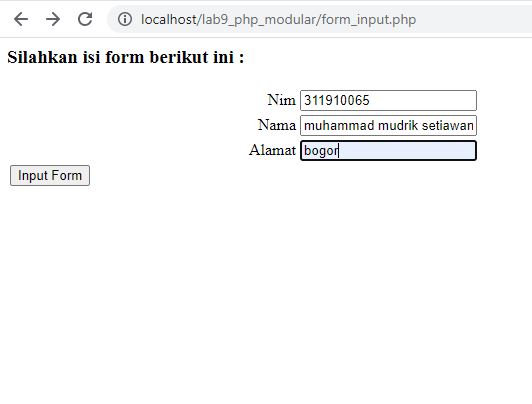 localhost/lab9_php_modular/form_input.php
Silahkan isi form berikut ini :
Nim 311910065
Nama muhammad mudrik setiawan
Alamat bogor
Input Form